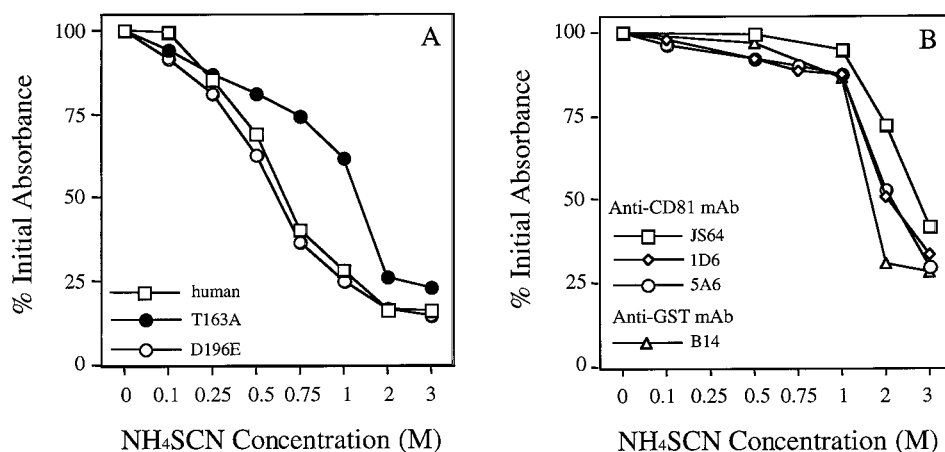 A
% Initial Absorbance
100
75
50
25
0
human
T163A
D196E
0 0.1 0.25 0.5 0.75 1 2 3
NH₄SCN Concentration (M)
B
% Initial Absorbance
100
75
50
25
0
Anti-CD81 mAb
JS64
1D6
5A6
Anti-GST mAb
B14
0 0.1 0.25 0.5 0.75 1 2 3
NH₄SCN Concentration (M)